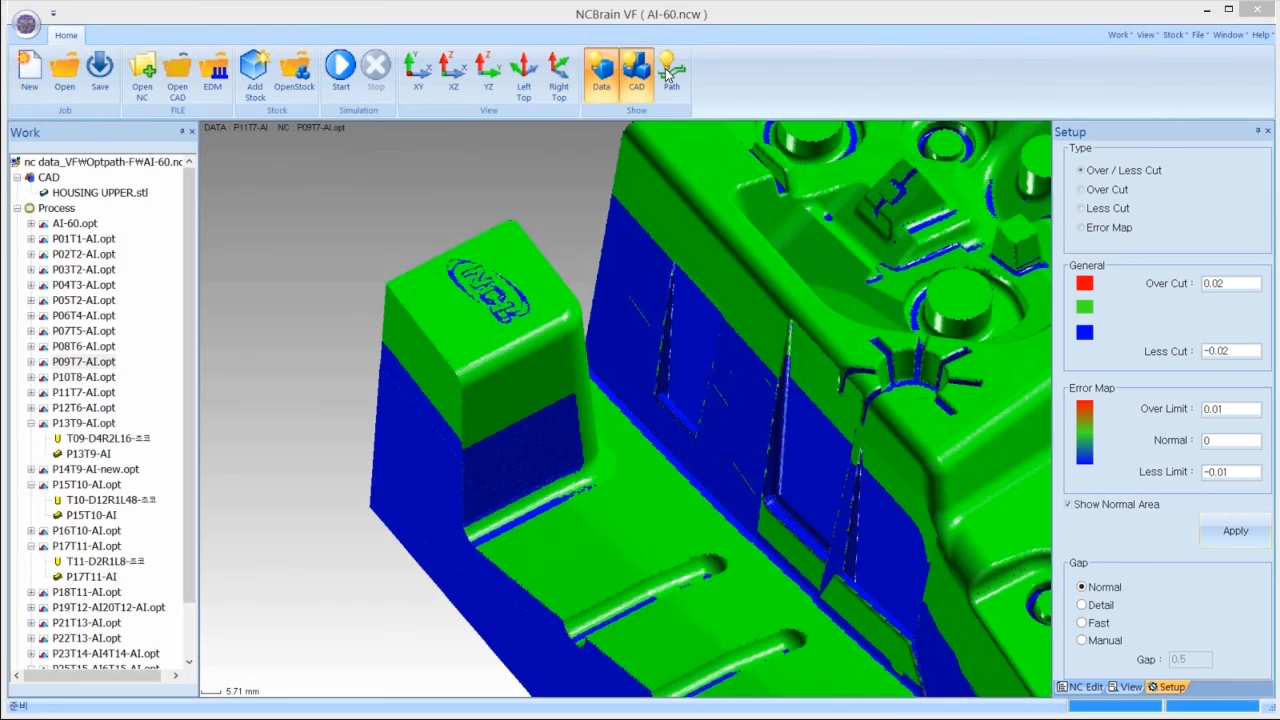 NCBrain VF ( AI-60.ncw )
Home
Work View Stock File Window Help
New Open Save Open NC Open CAD EDM Add Stock OpenStock Start Stop XY XZ YZ Left Top Right Top Data CAD Path
Job FILE Stock Simulation View Show
Work
DATA P11T7-AI NC : P09T7-AI.opt
nc data_VF₩Optpath-F₩AI-60.nc
CAD
HOUSING UPPER.stl
Process
AI-60.opt
P01T1-AI.opt
P02T2-AI.opt
P03T2-AI.opt
P04T3-AI.opt
P05T2-AI.opt
P06T4-AI.opt
P07T5-AI.opt
P08T6-AI.opt
P09T7-AI.opt
P10T8-AI.opt
P11T7-AI.opt
P12T6-AI.opt
P13T9-AI.opt
T09-D4R2L16-초코
P13T9-AI
P14T9-AI-new.opt
P15T10-AI.opt
T10-D12R1L48-초코
P15T10-AI
P16T10-AI.opt
P17T11-AI.opt
T11-D2R1L8-초코
P17T11-AI
P18T11-AI.opt
P19T12-AI20T12-AI.opt
P21T13-AI.opt
P22T13-AI.opt
P23T14-AI4T14-AI.opt
P25T15-AI6T15-AI.opt
NCB
5.71 mm
Setup
Type
Over / Less Cut
Over Cut
Less Cut
Error Map
General
Over Cut : 0.02
Less Cut : -0.02
Error Map
Over Limit : 0.01
Normal : 0
Less Limit : -0.01
Show Normal Area
Apply
Gap
Normal
Detail
Fast
Manual
Gap : 0.5
NC Edit View Setup
준비